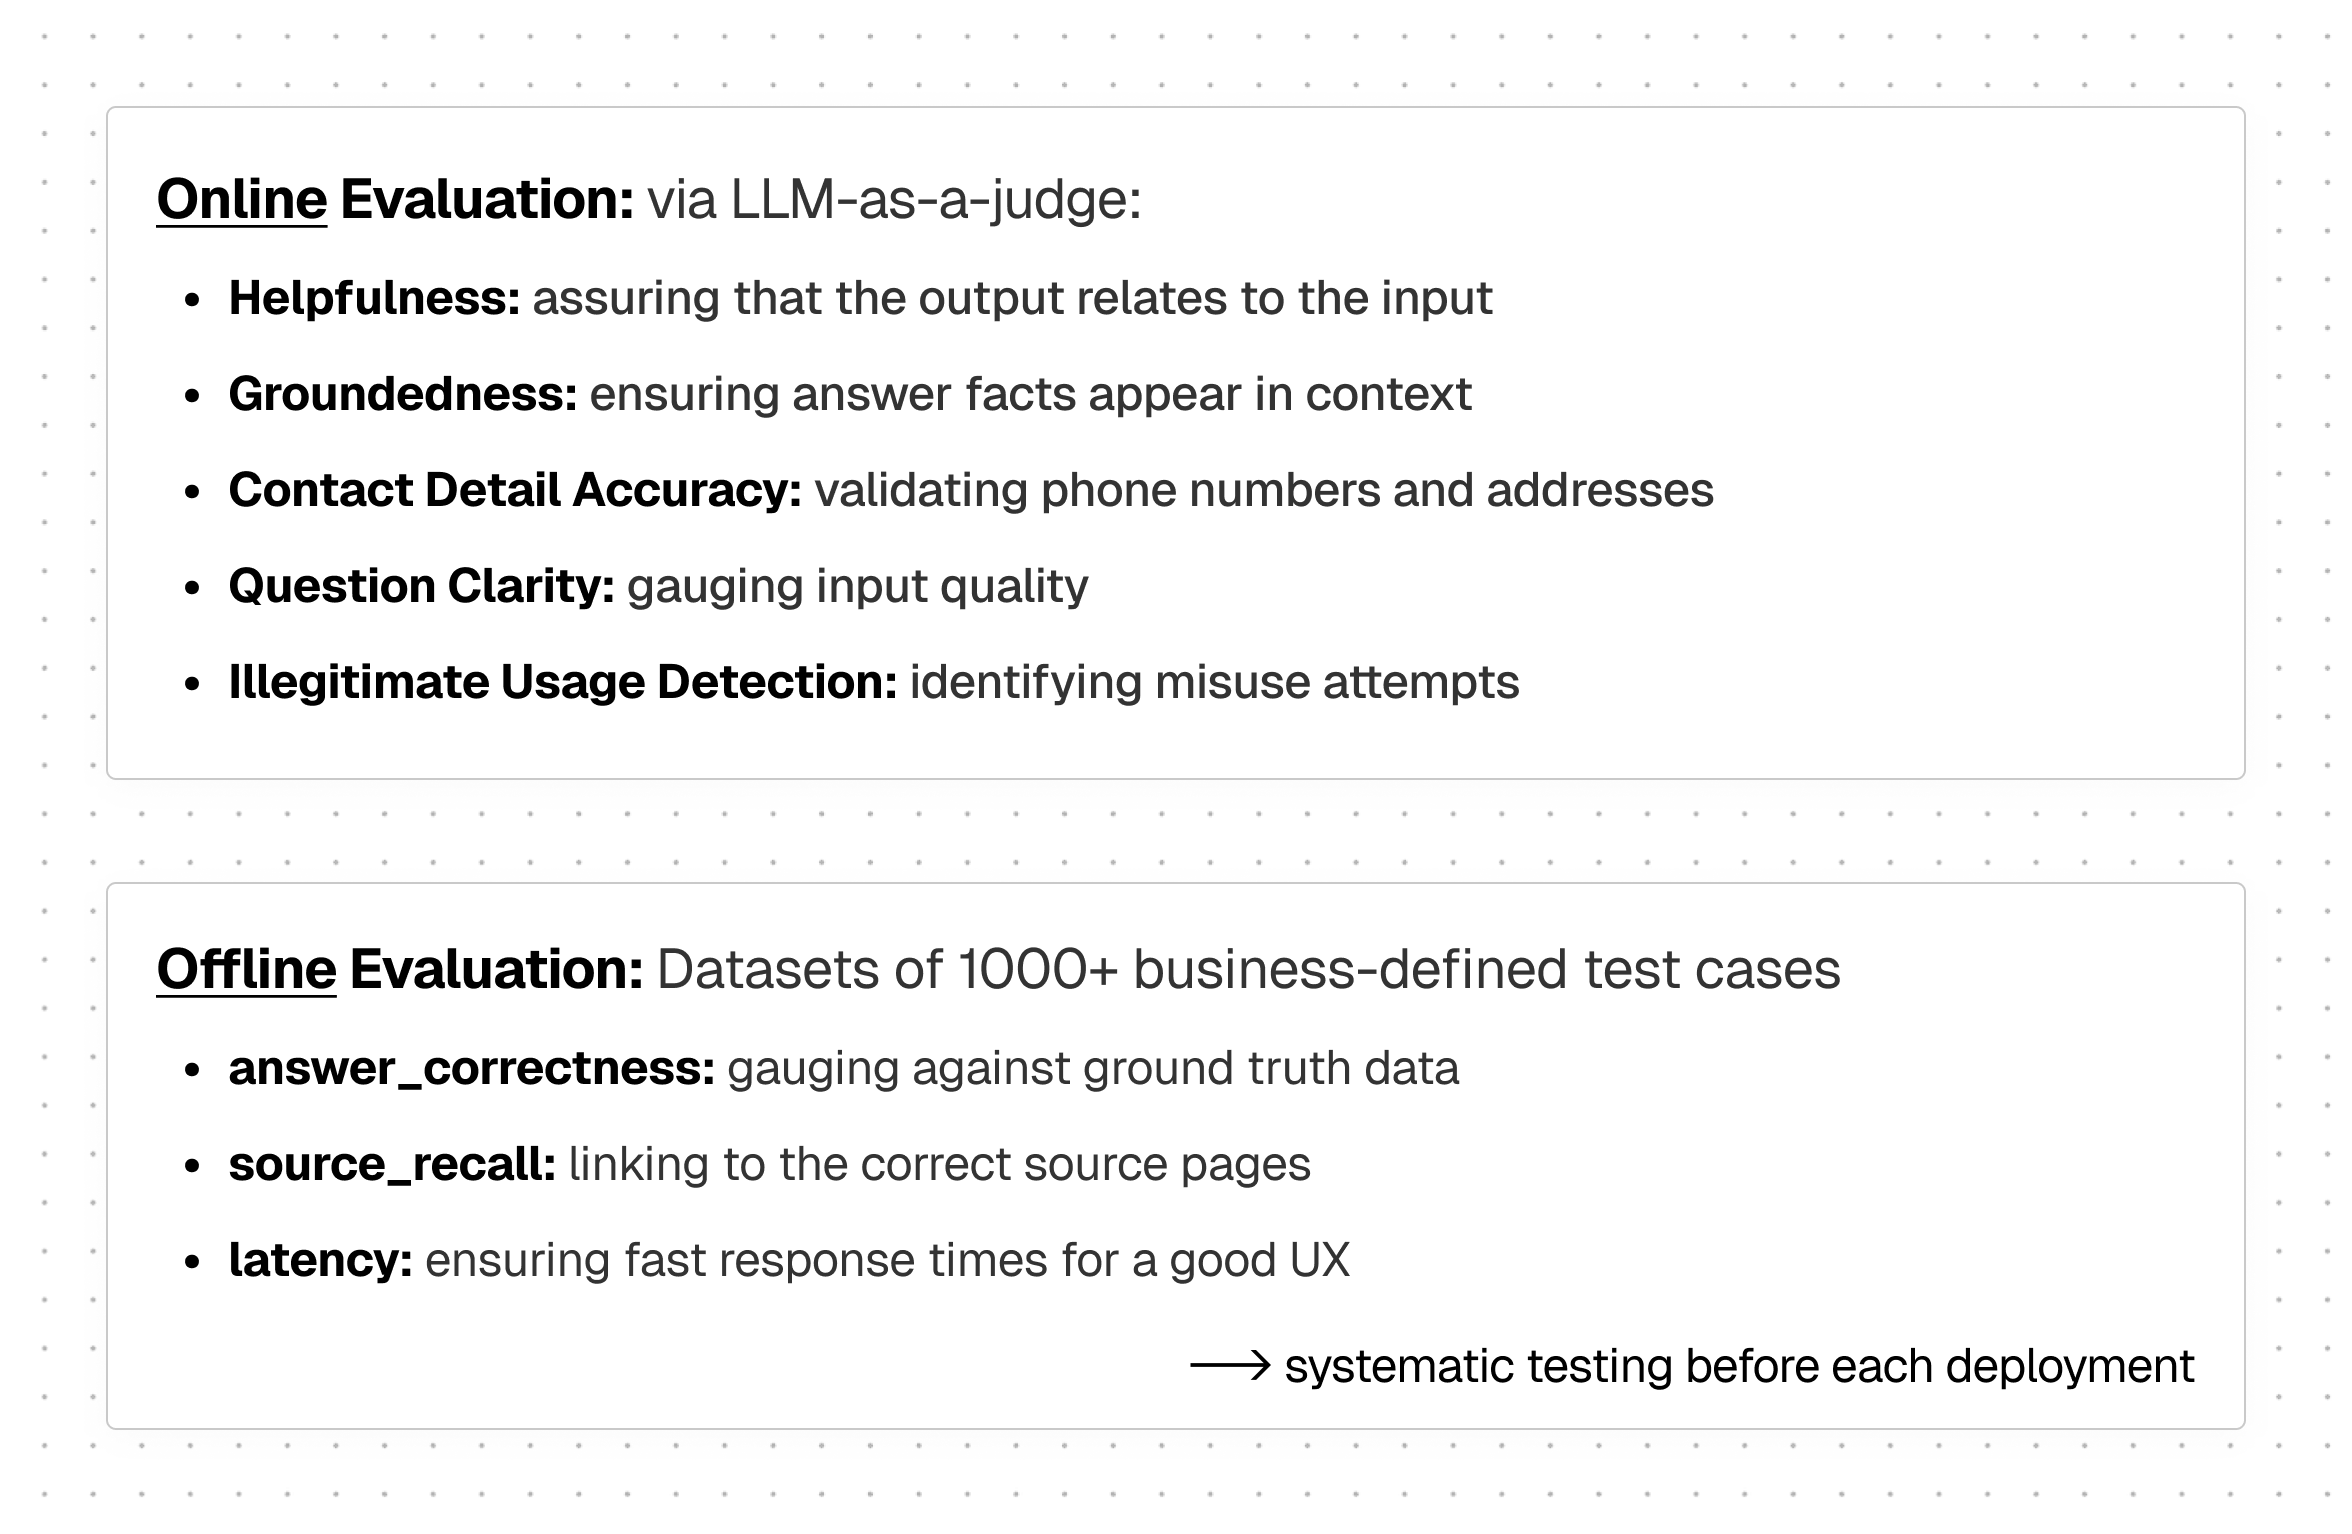 Online Evaluation: via LLM-as-a-judge:
• Helpfulness: assuring that the output relates to the input
• Groundedness: ensuring answer facts appear in context
• Contact Detail Accuracy: validating phone numbers and addresses
• Question Clarity: gauging input quality
• Illegitimate Usage Detection: identifying misuse attempts
Offline Evaluation: Datasets of 1000+ business-defined test cases
• answer_correctness: gauging against ground truth data
• source_recall: linking to the correct source pages
• latency: ensuring fast response times for a good UX
→ systematic testing before each deployment